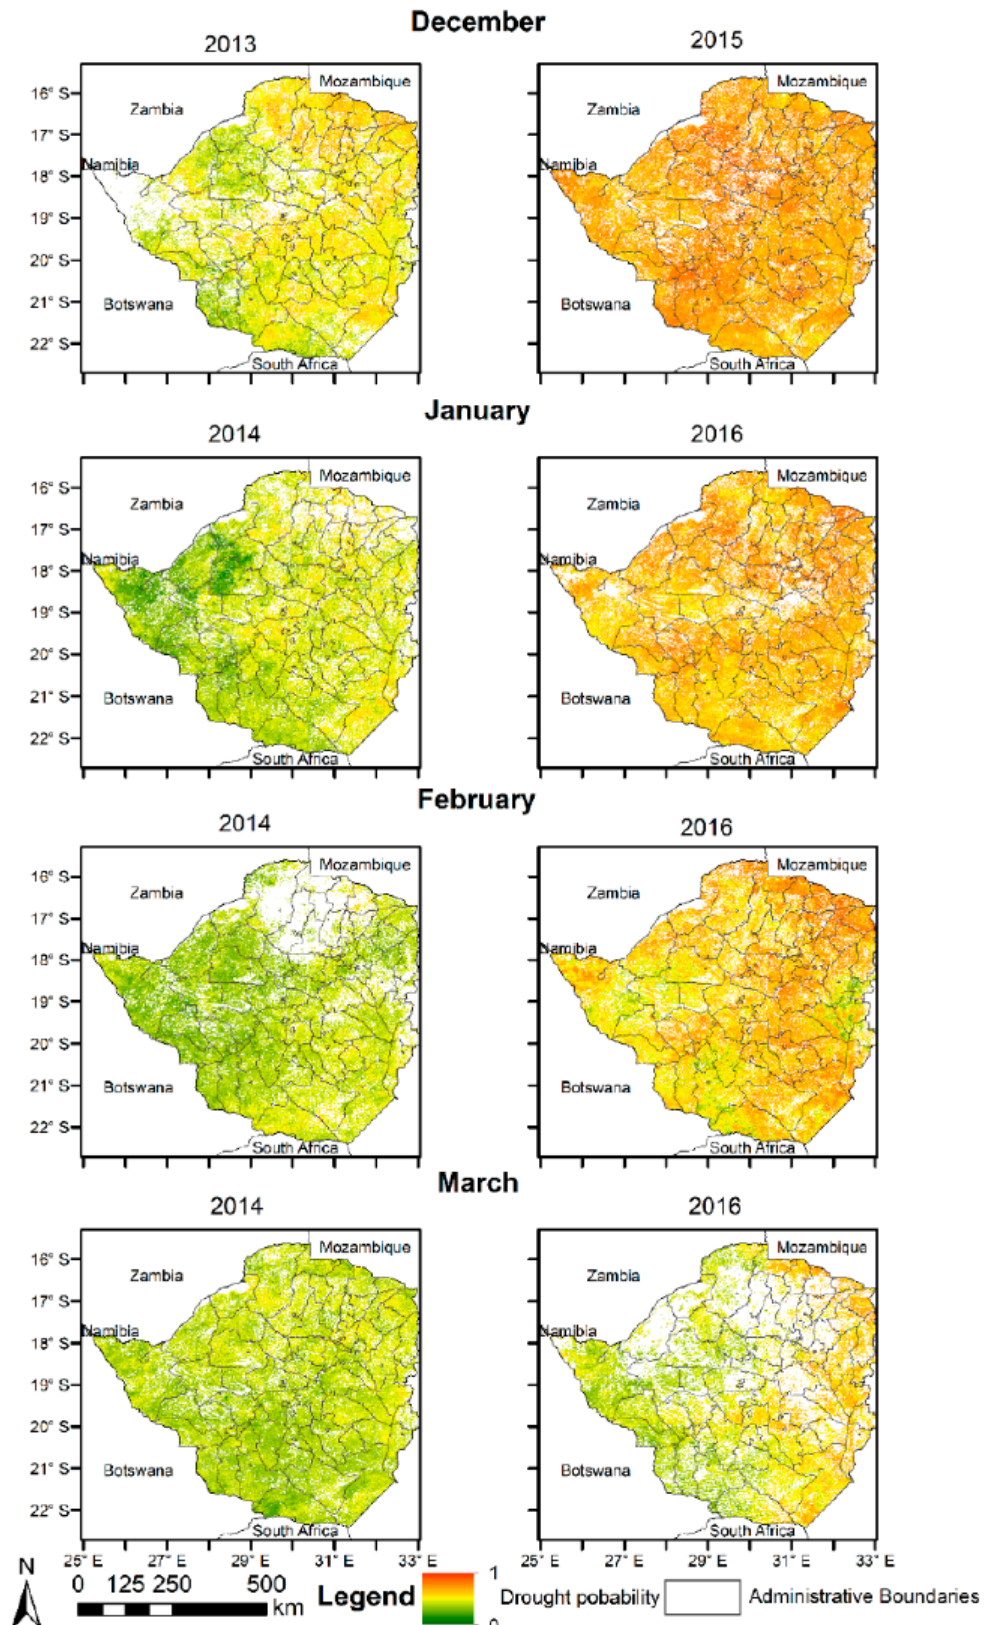 December
2013 2015
Mozambique Mozambique
16° S Zambia Zambia
17° S
Namibia Namibia
18° S
19° S
20° S
21° S Botswana Botswana
22° S
South Africa South Africa
January
2014 2016
Mozambique Mozambique
16° S Zambia Zambia
17° S
Namibia Namibia
18° S
19° S
20° S
21° S Botswana Botswana
22° S
South Africa South Africa
February
2014 2016
Mozambique Mozambique
16° S Zambia Zambia
17° S
Namibia Namibia
18° S
19° S
20° S
21° S Botswana Botswana
22° S
South Africa South Africa
March
2014 2016
Mozambique Mozambique
16° S Zambia Zambia
17° S
Namibia Namibia
18° S
19° S
20° S
21° S Botswana Botswana
22° S
South Africa South Africa
25° E 27° E 29° E 31° E 33° E 25° E 27° E 29° E 31° E 33° E
N
0 125 250 500 km
Legend 1 0 Drought pobability Administrative Boundaries